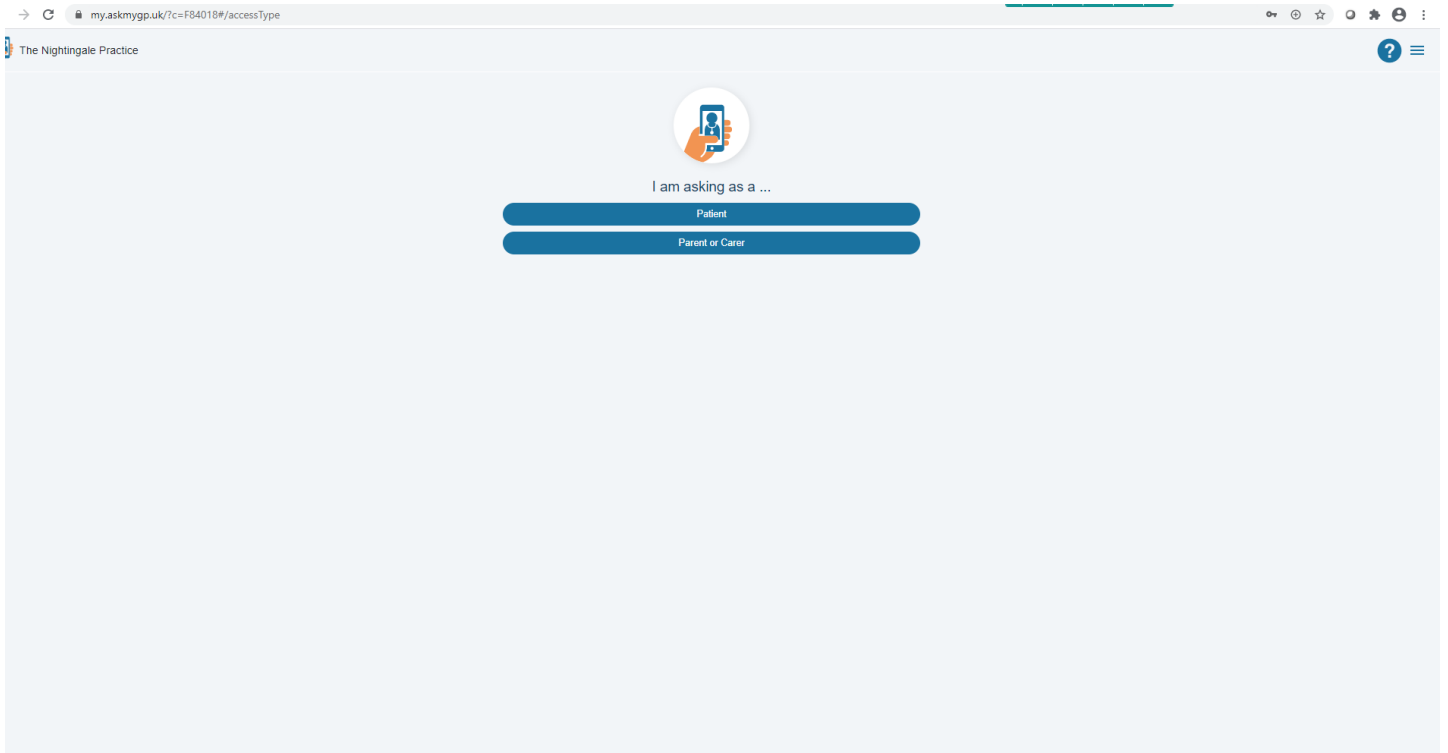 my.askmygp.uk/?c=F84018#/accessType
The Nightingale Practice
?
I am asking as a ...
Patient
Parent or Carer